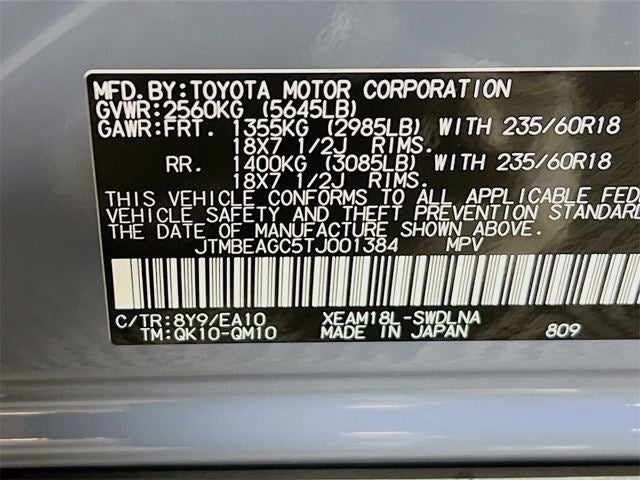 MFD.BY:TOYOTA MOTOR CORPORATION
GVWR:2560KG (5645LB)
GAWR:FRT. 1355KG (2985LB) WITH 235/60R18
18X7 1/2J RIMS.
RR. 1400KG (3085LB) WITH 235/60R18
18X7 1/2J RIMS.
THIS VEHICLE CONFORMS TO ALL APPLICABLE FED
VEHICLE SAFETY AND THEFT PREVENTION STANDARD
THE DATE OF MANUFACTURE SHOWN ABOVE.
JTMBEAGC5TJ001384 MPV
C/TR:8Y9/EA10 XEAM18L-SWDLNA
TM:QK10-QM10 MADE IN JAPAN 809